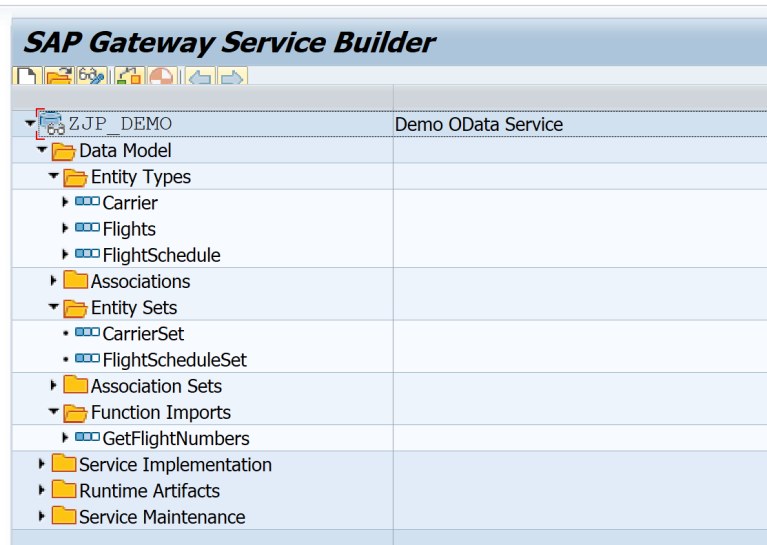 SAP Gateway Service Builder
ZJP_DEMO Demo OData Service
Data Model
Entity Types
Carrier
Flights
FlightSchedule
Associations
Entity Sets
CarrierSet
FlightScheduleSet
Association Sets
Function Imports
GetFlightNumbers
Service Implementation
Runtime Artifacts
Service Maintenance